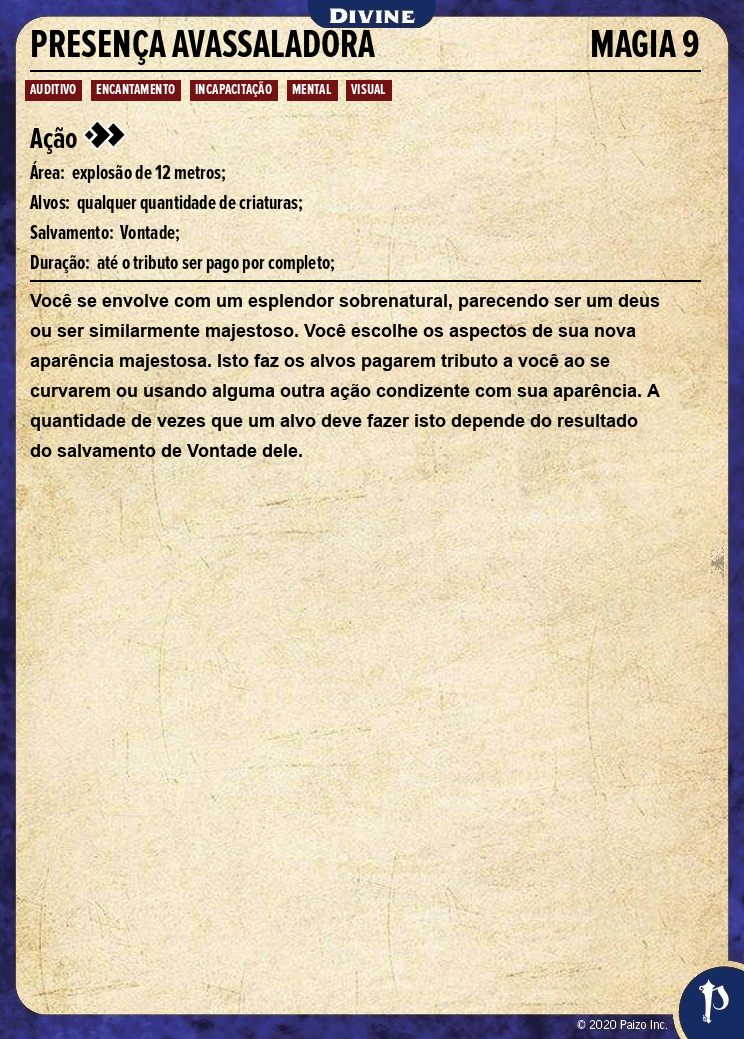 DIVINE
PRESENÇA AVASSALADORA MAGIA 9
AUDITIVO ENCANTAMENTO INCAPACITAÇÃO MENTAL VISUAL
Ação
Área: explosão de 12 metros;
Alvos: qualquer quantidade de criaturas;
Salvamento: Vontade;
Duração: até o tributo ser pago por completo;
Você se envolve com um esplendor sobrenatural, parecendo ser um deus
ou ser similarmente majestoso. Você escolhe os aspectos de sua nova
aparência majestosa. Isto faz os alvos pagarem tributo a você ao se
curvarem ou usando alguma outra ação condizente com sua aparência. A
quantidade de vezes que um alvo deve fazer isto depende do resultado
do salvamento de Vontade dele.
© 2020 Paizo Inc.
P